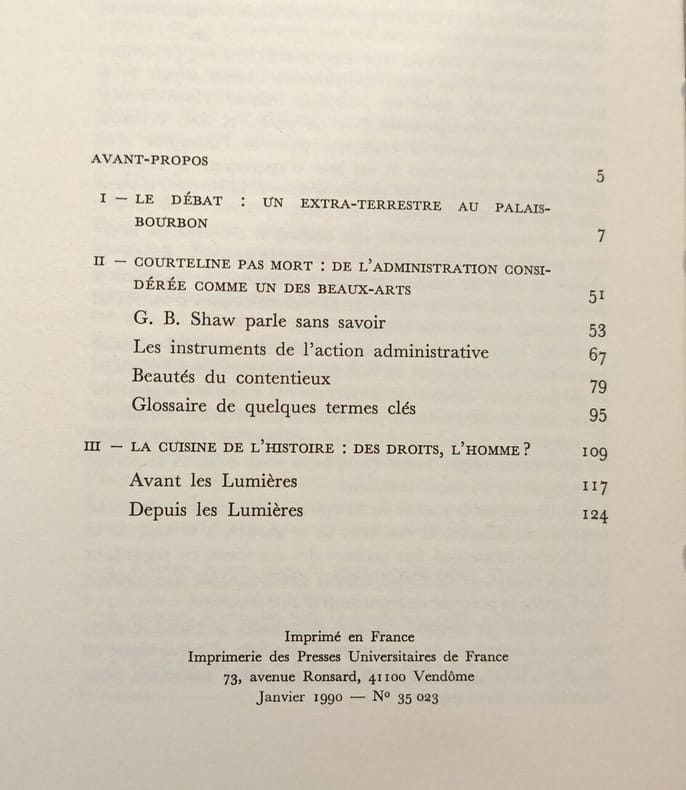 AVANT-PROPOS 5
I — LE DÉBAT : UN EXTRA-TERRESTRE AU PALAIS-
BOURBON 7
II — COURTELINE PAS MORT : DE L'ADMINISTRATION CONSI-
DÉRÉE COMME UN DES BEAUX-ARTS 51
G. B. Shaw parle sans savoir 53
Les instruments de l'action administrative 67
Beautés du contentieux 79
Glossaire de quelques termes clés 95
III — LA CUISINE DE L'HISTOIRE : DES DROITS, L'HOMME ? 109
Avant les Lumières 117
Depuis les Lumières 124
Imprimé en France
Imprimerie des Presses Universitaires de France
73, avenue Ronsard, 41100 Vendôme
Janvier 1990 — Nº 35 023